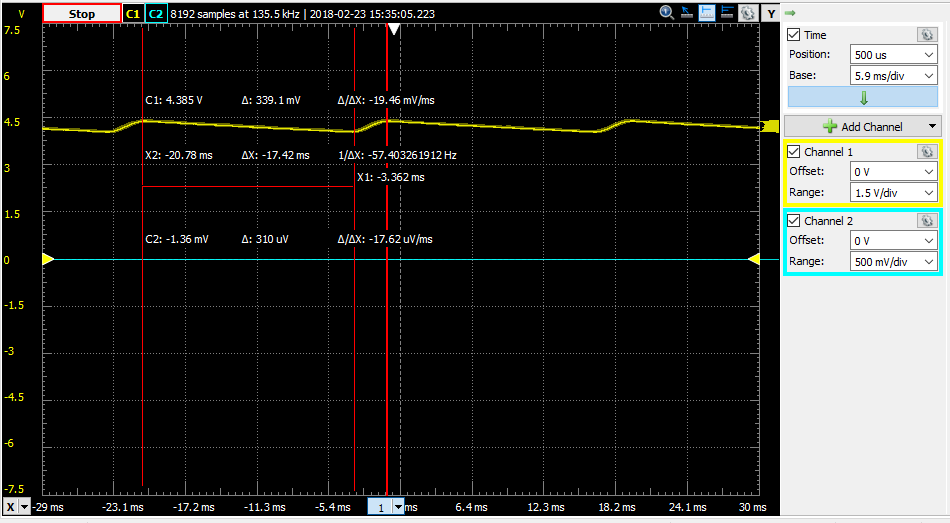 V Stop C1 C2 8192 samples at 135.5 kHz | 2018-02-23 15:35:05.223 Y
7.5
6
4.5
3
1.5
0
-1.5
-3
-4.5
-6
-7.5
C1: 4.385 V Δ: 339.1 mV Δ/ΔX: -19.46 mV/ms
X2: -20.78 ms ΔX: -17.42 ms 1/ΔX: -57.403261912 Hz
X1: -3.362 ms
C2: -1.36 mV Δ: 310 uV Δ/ΔX: -17.62 uV/ms
X -29 ms -23.1 ms -17.2 ms -11.3 ms -5.4 ms 1 ms 6.4 ms 12.3 ms 18.2 ms 24.1 ms 30 ms
Time
Position: 500 us
Base: 5.9 ms/div
Add Channel
Channel 1
Offset: 0 V
Range: 1.5 V/div
Channel 2
Offset: 0 V
Range: 500 mV/div